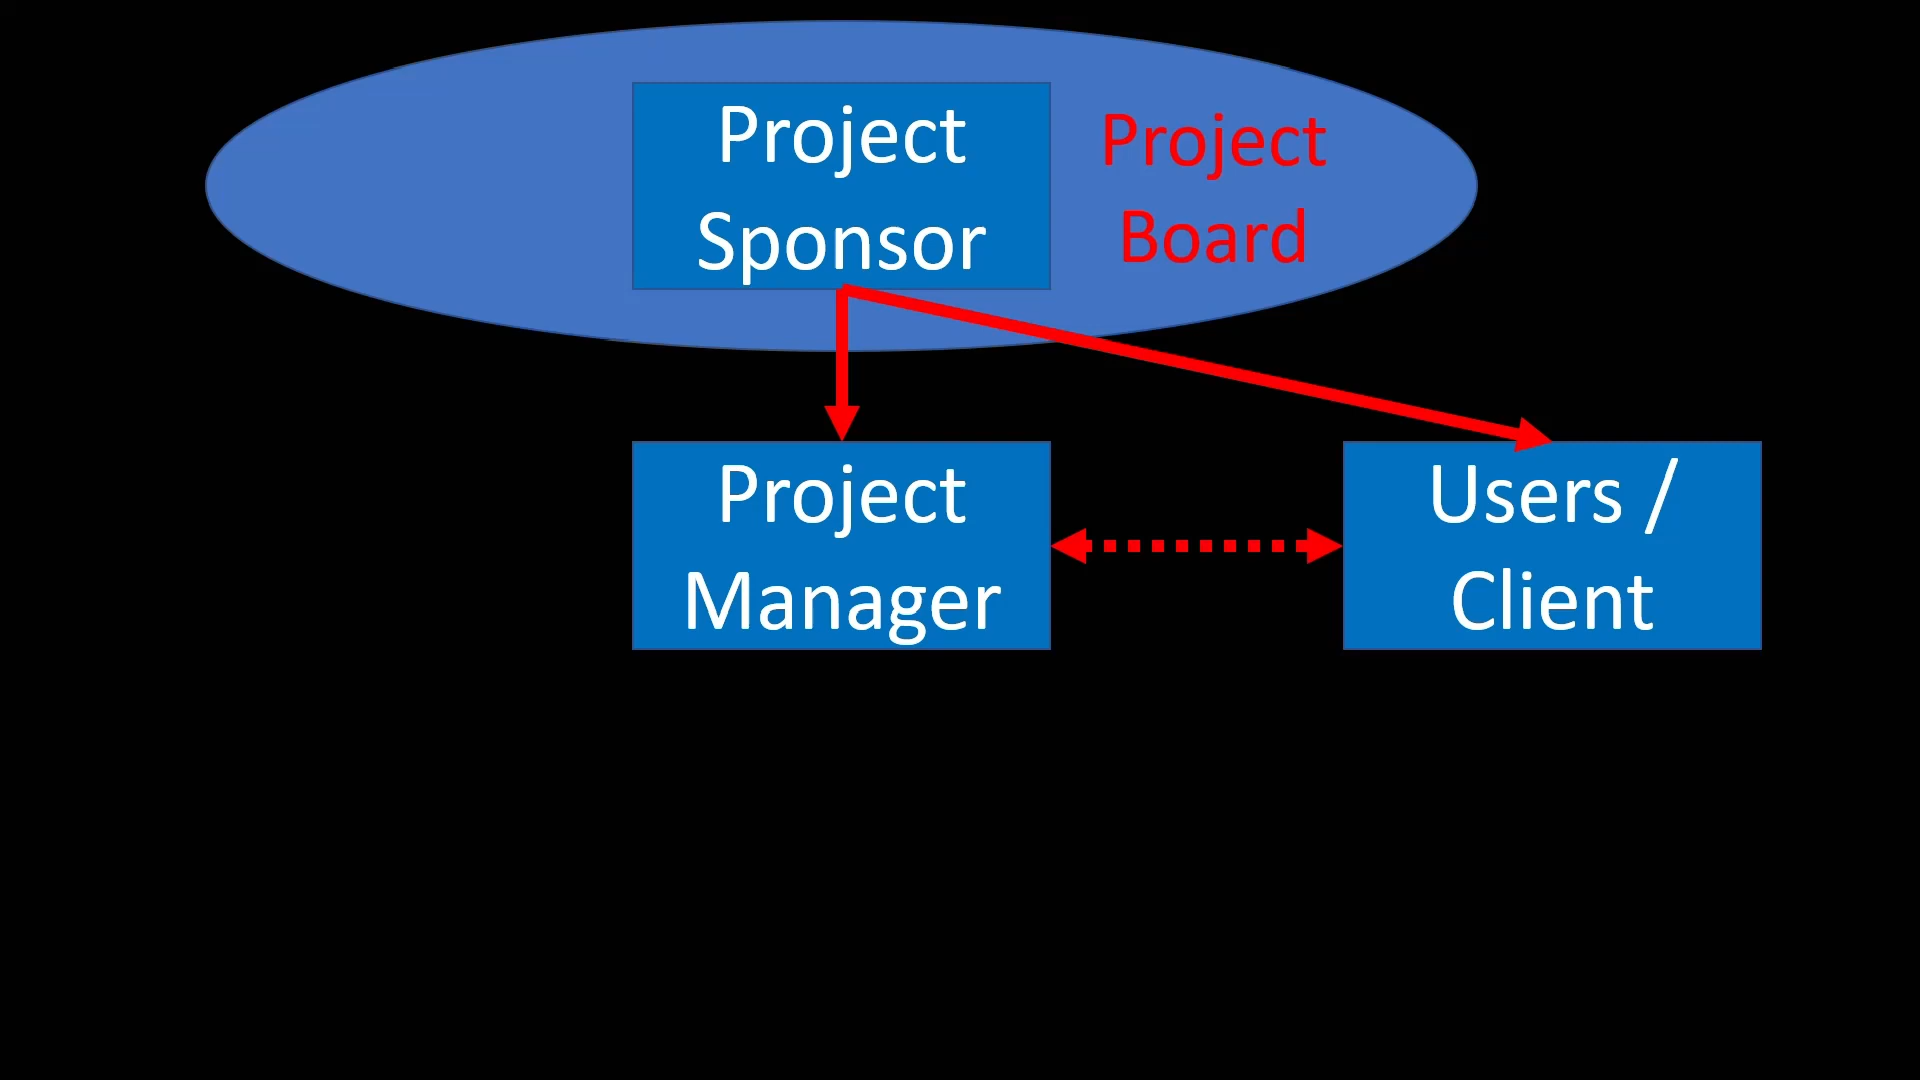 Project
Sponsor
Project
Board
Project
Manager
Users /
Client